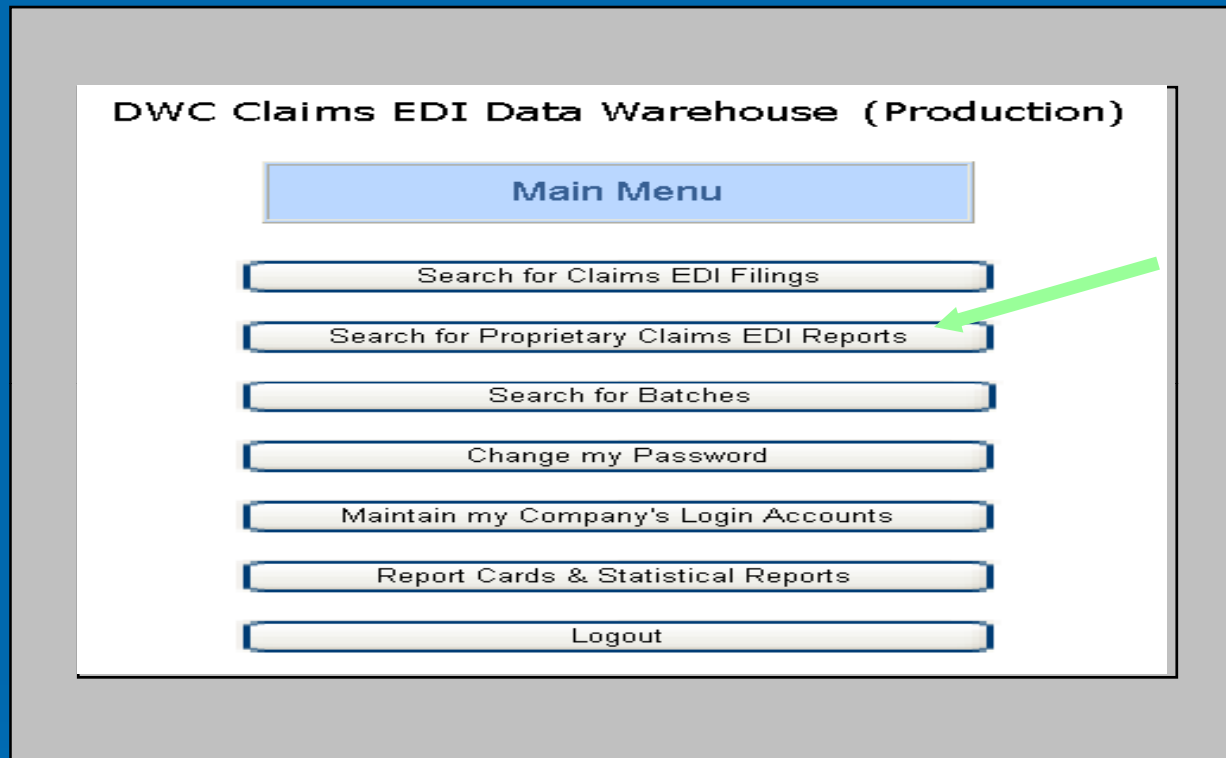 DWC Claims EDI Data Warehouse (Production)
Main Menu
Search for Claims EDI Filings
Search for Proprietary Claims EDI Reports
Search for Batches
Change my Password
Maintain my Company's Login Accounts
Report Cards & Statistical Reports
Logout